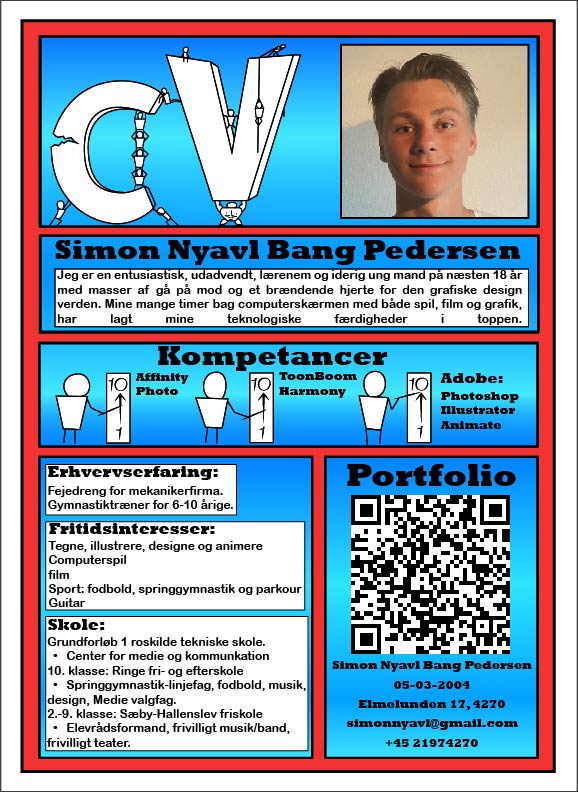 CV
Simon Nyavl Bang Pedersen
Jeg er en entusiastisk, udadvendt, lærenem og iderig ung mand på næsten 18 år
med masser af gå på mod og et brændende hjerte for den grafiske design
verden. Mine mange timer bag computerskærmen med både spil, film og grafik,
har lagt mine teknologiske færdigheder i toppen.
Kompetancer
10
1
Affinity
Photo
10
1
ToonBoom
Harmony
10
1
Adobe:
Photoshop
Illustrator
Animate
Erhvervserfaring:
Fejedreng for mekanikerfirma.
Gymnastiktræner for 6-10 årige.
Fritidsinteresser:
Tegne, illustrere, designe og animere
Computerspil
film
Sport: fodbold, springgymnastik og parkour
Guitar
Skole:
Grundforløb 1 roskilde tekniske skole.
• Center for medie og kommunkation
10. klasse: Ringe fri- og efterskole
• Springgymnastik-linjefag, fodbold, musik,
design, Medie valgfag.
2.-9. klasse: Sæby-Hallenslev friskole
• Elevrådsformand, frivilligt musik/band,
frivilligt teater.
Portfolio
Simon Nyavl Bang Pedersen
05-03-2004
Elmelunden 17, 4270
simonnyavl@gmail.com
+45 21974270